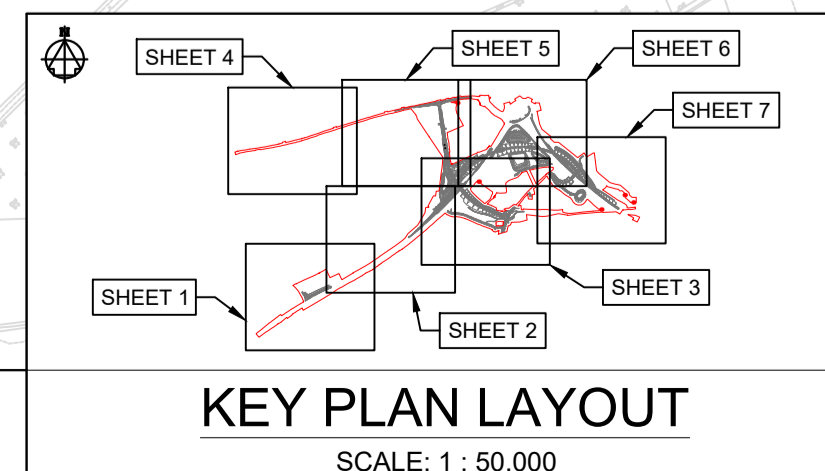 N
SHEET 4
SHEET 5
SHEET 6
SHEET 7
SHEET 1
SHEET 2
SHEET 3
KEY PLAN LAYOUT
SCALE: 1 : 50,000